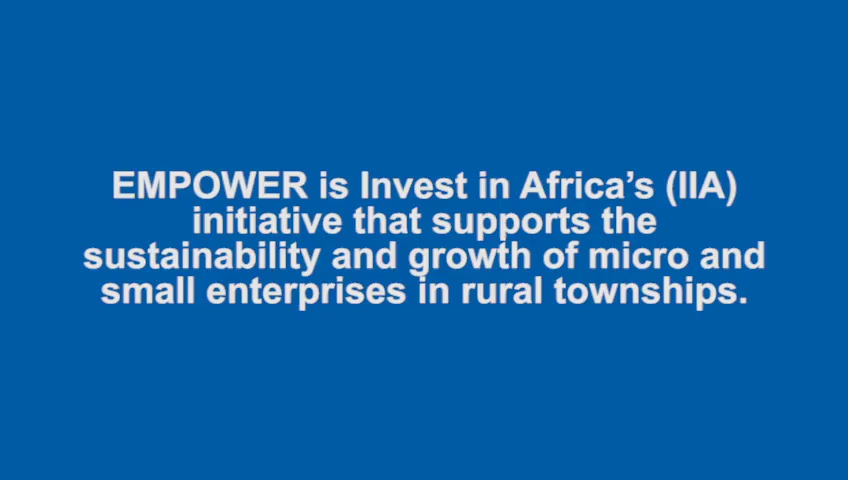 EMPOWER is Invest in Africa’s (IIA)
initiative that supports the
sustainability and growth of micro and
small enterprises in rural townships.